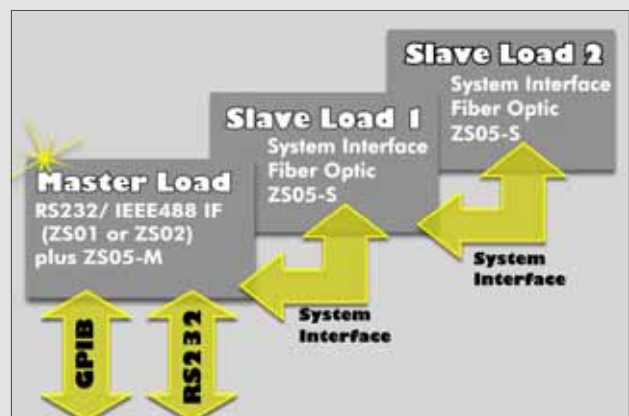 Slave Load 2
System Interface
Fiber Optic
ZS05-S
Slave Load 1
System Interface
Fiber Optic
ZS05-S
Master Load
RS232/ IEEE488 IF
(ZS01 or ZS02)
plus ZS05-M
System
Interface
System
Interface
GPIB
RS232